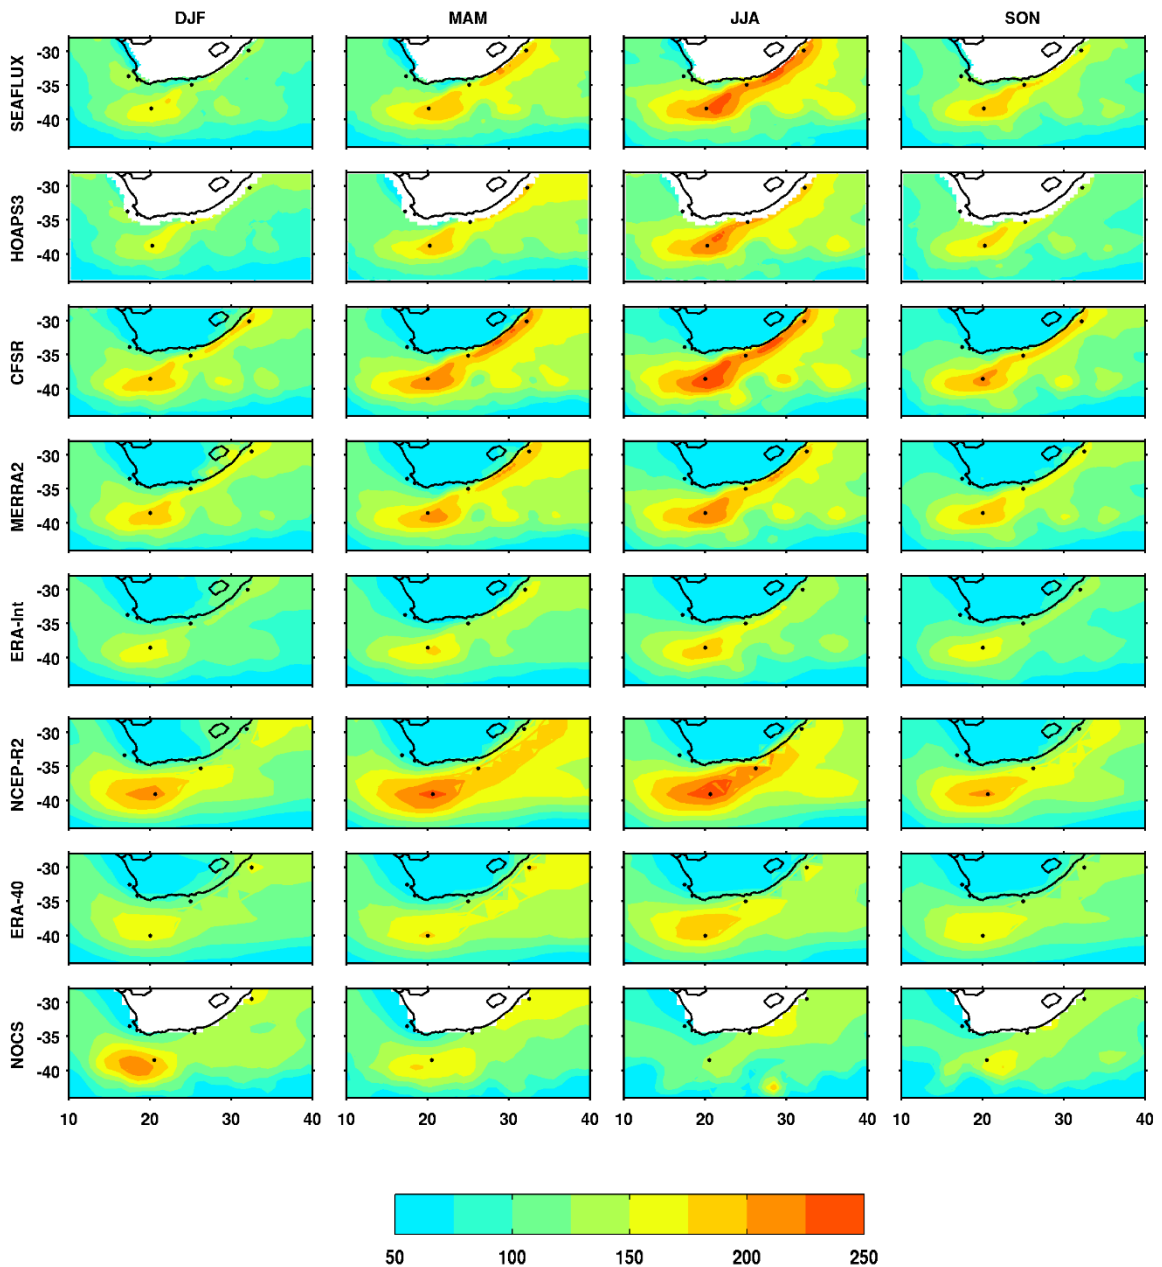 DJF MAM JJA SON
SEAFLUX -30 -35 -40
HOAPS3 -30 -35 -40
CFSR -30 -35 -40
MERRA2 -30 -35 -40
ERA-Int -30 -35 -40
NCEP-R2 -30 -35 -40
ERA-40 -30 -35 -40
NOCS -30 -35 -40
10 20 30 40 10 20 30 40 10 20 30 40 10 20 30 40
50 100 150 200 250